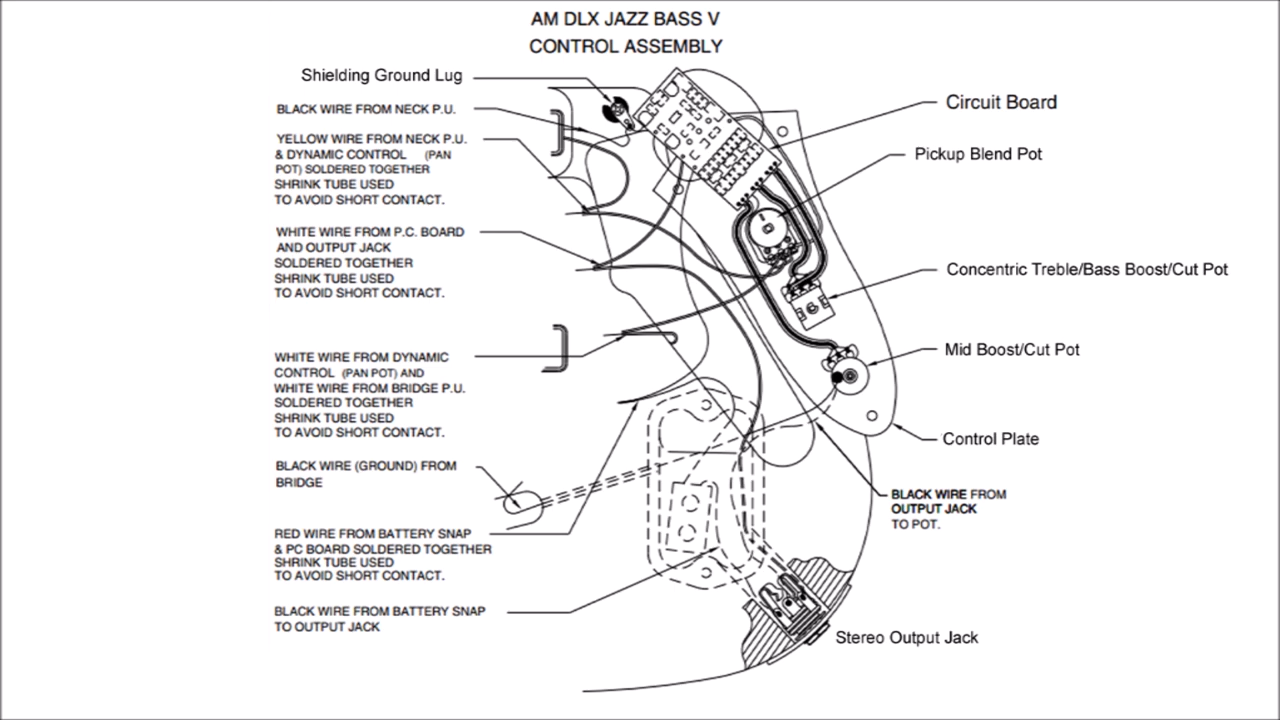 AM DLX JAZZ BASS V
CONTROL ASSEMBLY
Shielding Ground Lug
BLACK WIRE FROM NECK P.U.
YELLOW WIRE FROM NECK P.U.
& DYNAMIC CONTROL (PAN
POT) SOLDERED TOGETHER
SHRINK TUBE USED
TO AVOID SHORT CONTACT.
WHITE WIRE FROM P.C. BOARD
AND OUTPUT JACK
SOLDERED TOGETHER
SHRINK TUBE USED
TO AVOID SHORT CONTACT.
WHITE WIRE FROM DYNAMIC
CONTROL (PAN POT) AND
WHITE WIRE FROM BRIDGE P.U.
SOLDERED TOGETHER
SHRINK TUBE USED
TO AVOID SHORT CONTACT.
BLACK WIRE (GROUND) FROM
BRIDGE
RED WIRE FROM BATTERY SNAP
& PC BOARD SOLDERED TOGETHER
SHRINK TUBE USED
TO AVOID SHORT CONTACT.
BLACK WIRE FROM BATTERY SNAP
TO OUTPUT JACK
Circuit Board
Pickup Blend Pot
Concentric Treble/Bass Boost/Cut Pot
Mid Boost/Cut Pot
Control Plate
BLACK WIRE FROM
OUTPUT JACK
TO POT.
Stereo Output Jack